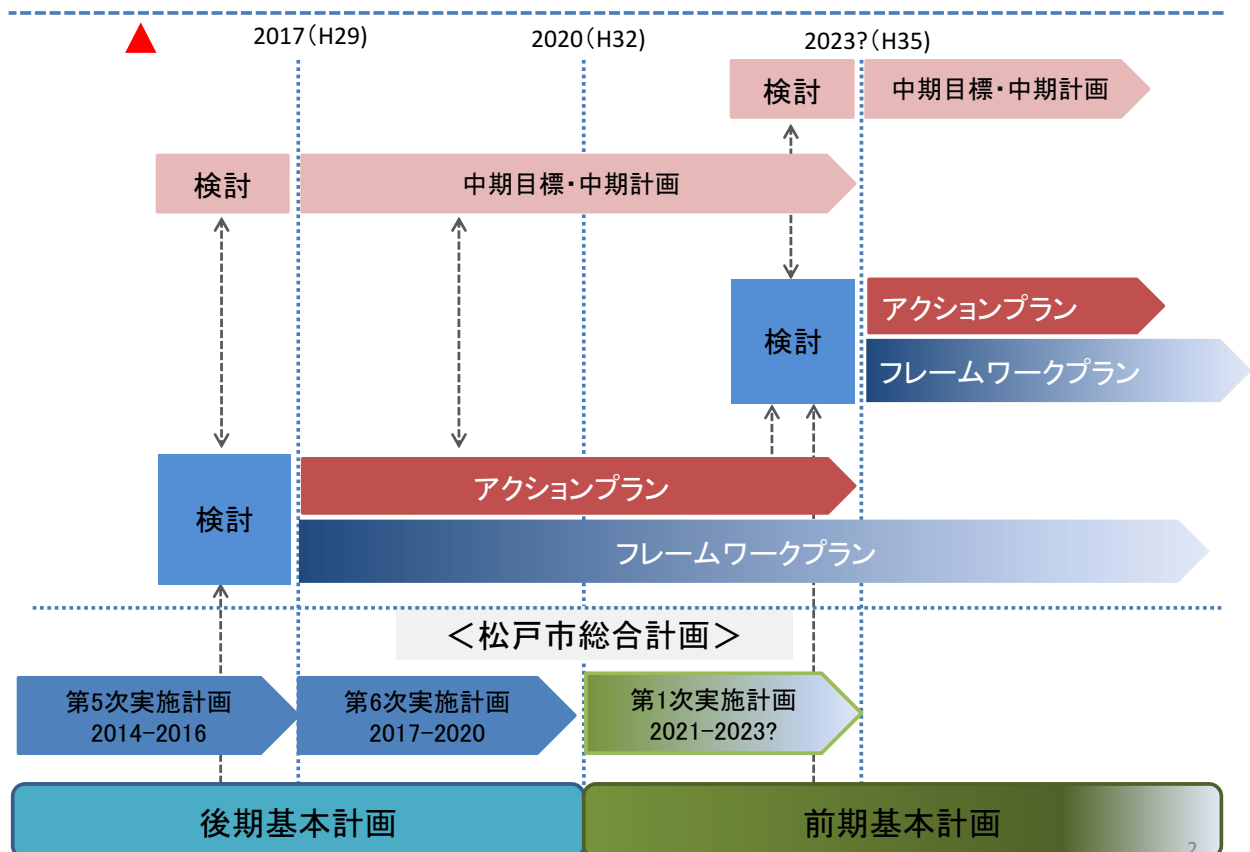 2017(H29)
2020(H32)
2023?(H35)
検討
中期目標・中期計画
検討
中期目標・中期計画
検討
アクションプラン
フレームワークプラン
検討
アクションプラン
フレームワークプラン
＜松戸市総合計画＞
第5次実施計画
2014−2016
第6次実施計画
2017−2020
第1次実施計画
2021−2023?
後期基本計画
前期基本計画
2